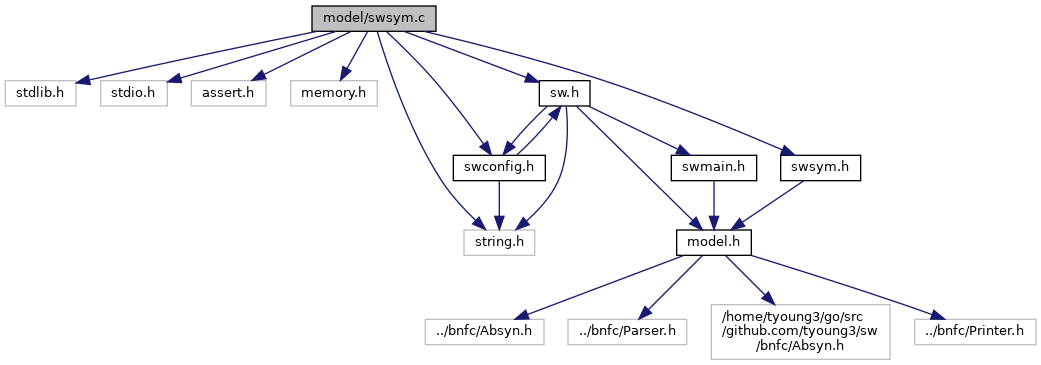 model/swsym.c
stdlib.h
stdio.h
assert.h
memory.h
sw.h
swconfig.h
swmain.h
swsym.h
string.h
model.h
../bnfc/Absyn.h
../bnfc/Parser.h
/home/tyoung3/go/src
/github.com/tyoung3/sw
/bnfc/Absyn.h
../bnfc/Printer.h